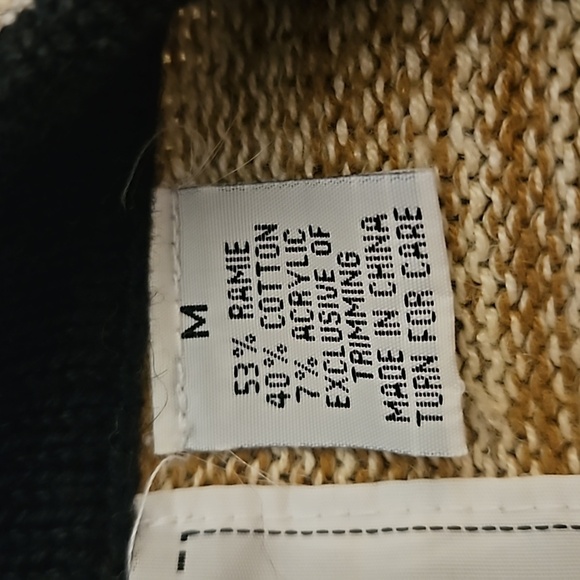 M
53% RAMIE
40% COTTON
7% ACRYLIC
EXCLUSIVE OF
TRIMMING
MADE IN CHINA
TURN FOR CARE